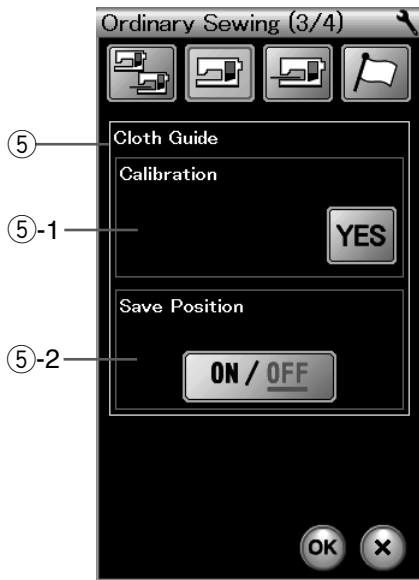 Ordinary Sewing (3/4)
⑤ Cloth Guide
Calibration
⑤-1 YES
Save Position
⑤-2
ON / OFF
OK ×